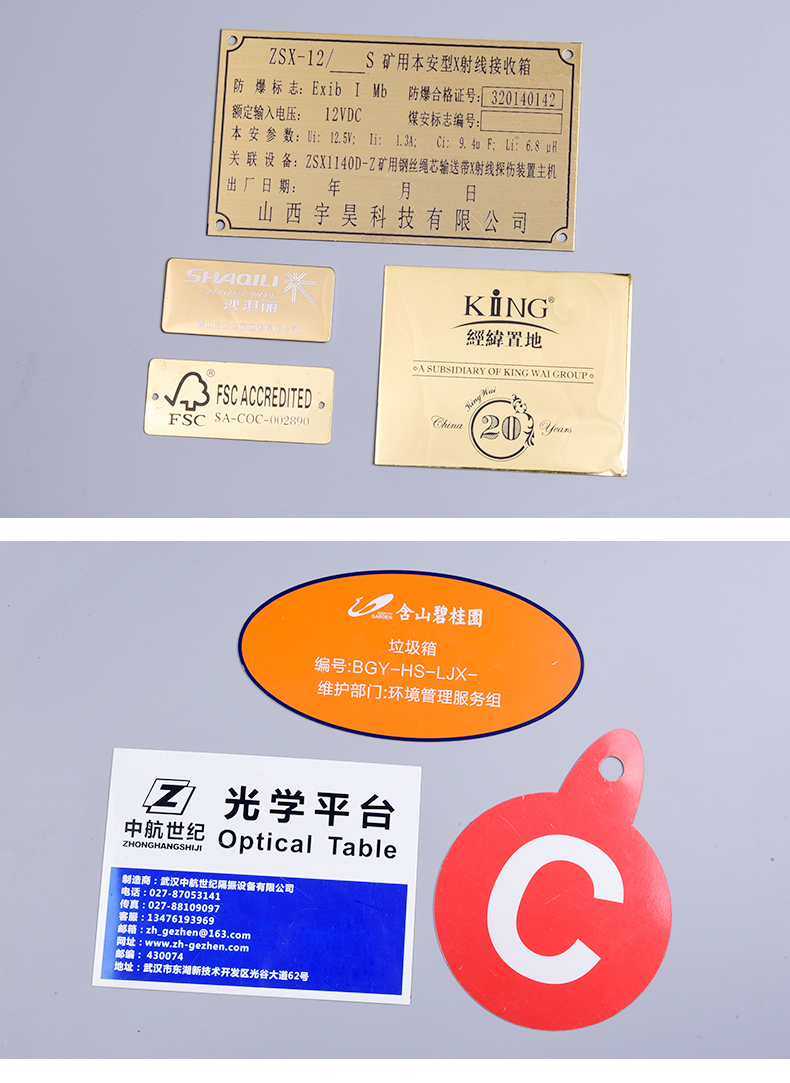 ZSX-12/____ S 矿用本安型X射线接收箱
防爆标志: Exib I Mb 防爆合格证号: 320140142
额定输入电压: 12VDC 煤安标志编号:
本安参数: Ui: 12.5V; Ii: 1.3A; Ci: 9.4u F; Li: 6.8 μH
关联设备: ZSX1140D-Z矿用钢丝绳芯输送带X射线探伤装置主机
出厂日期: 年 月 日
山西宇昊科技有限公司
SHAQILI
沙淇丽
KiNG®
經緯置地
A SUBSIDIARY OF KING WAI GROUP
King Wai
China 20 Years
®
FSC ACCREDITED
FSC SA-COC-002890
GARDEN 含山碧桂園
垃圾箱
编号:BGY-HS-LJX-
维护部门:环境管理服务组
Z
中航世纪
ZHONGHANGSHIJI
光学平台
Optical Table
制造商:武汉中航世纪隔振设备有限公司
电话:027-87053141
传真:027-88109097
客服:13476193969
邮箱:zh_gezhen@163.com
网址:www.zh-gezhen.com
邮编:430074
地址:武汉市东湖新技术开发区光谷大道62号
C